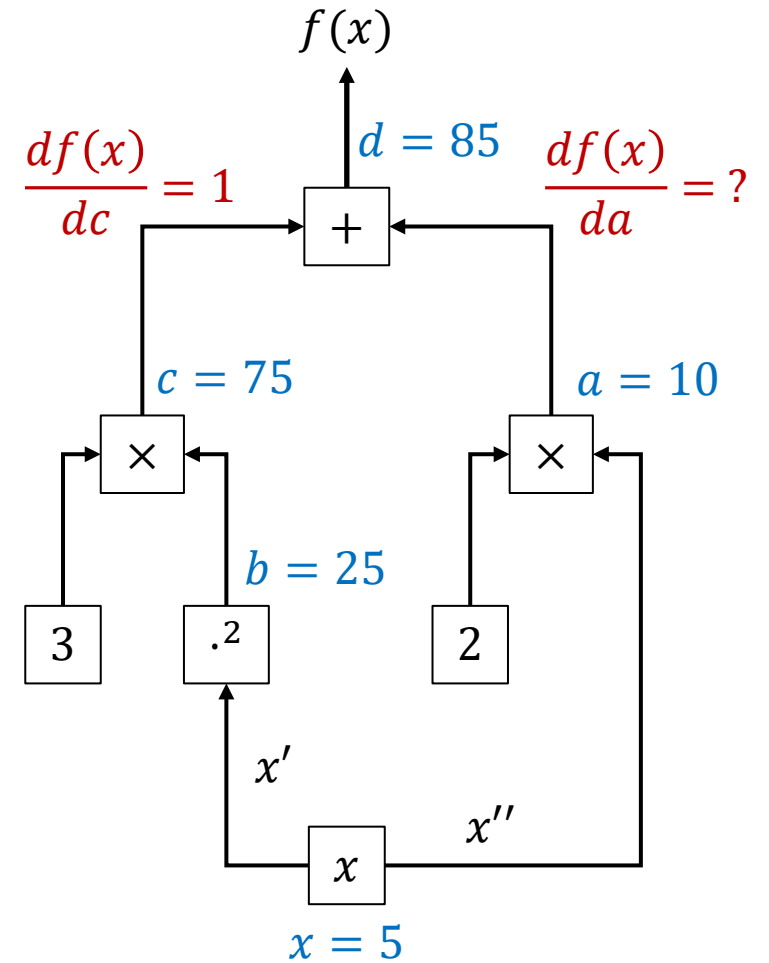 f(x)
d = 85
df(x)/dc = 1
df(x)/da = ?
+
c = 75
a = 10
×
×
b = 25
3
.²
2
x′
x′′
x
x = 5